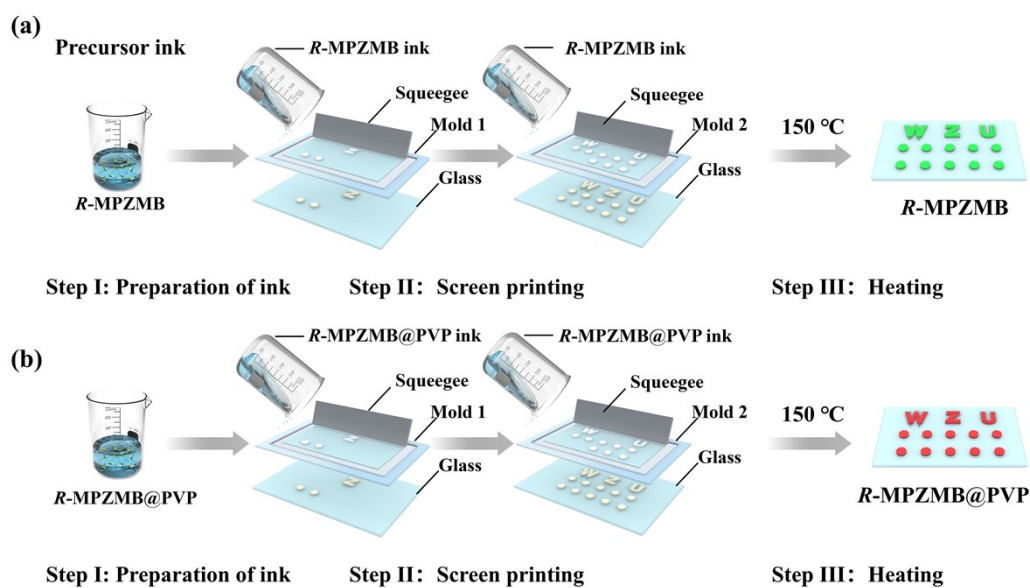 (a)
Precursor ink
R-MPZMB
R-MPZMB ink
Squeegee
Mold 1
Glass
Z
Z
R-MPZMB ink
Squeegee
Mold 2
Glass
W Z U
W Z U
150 °C
W Z U
R-MPZMB
Step I: Preparation of ink
Step II: Screen printing
Step III: Heating
(b)
R-MPZMB@PVP
R-MPZMB@PVP ink
Squeegee
Mold 1
Glass
Z
Z
R-MPZMB@PVP ink
Squeegee
Mold 2
Glass
W Z U
W Z U
150 °C
W Z U
R-MPZMB@PVP
Step I: Preparation of ink
Step II: Screen printing
Step III: Heating